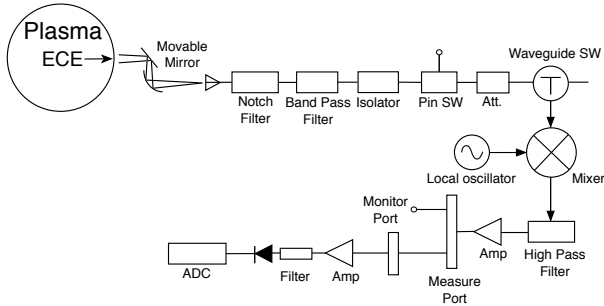 Plasma
ECE
Movable
Mirror
Notch
Filter
Band Pass
Filter
Isolator
Pin SW
Att.
Waveguide SW
Local oscillator
Mixer
Monitor
Port
High Pass
Filter
Amp
Measure
Port
Amp
Filter
ADC